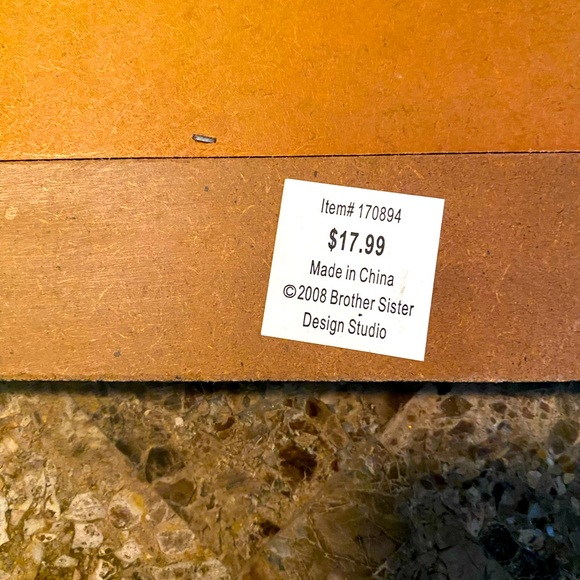 Item# 170894
$17.99
Made in China
©2008 Brother Sister
Design Studio